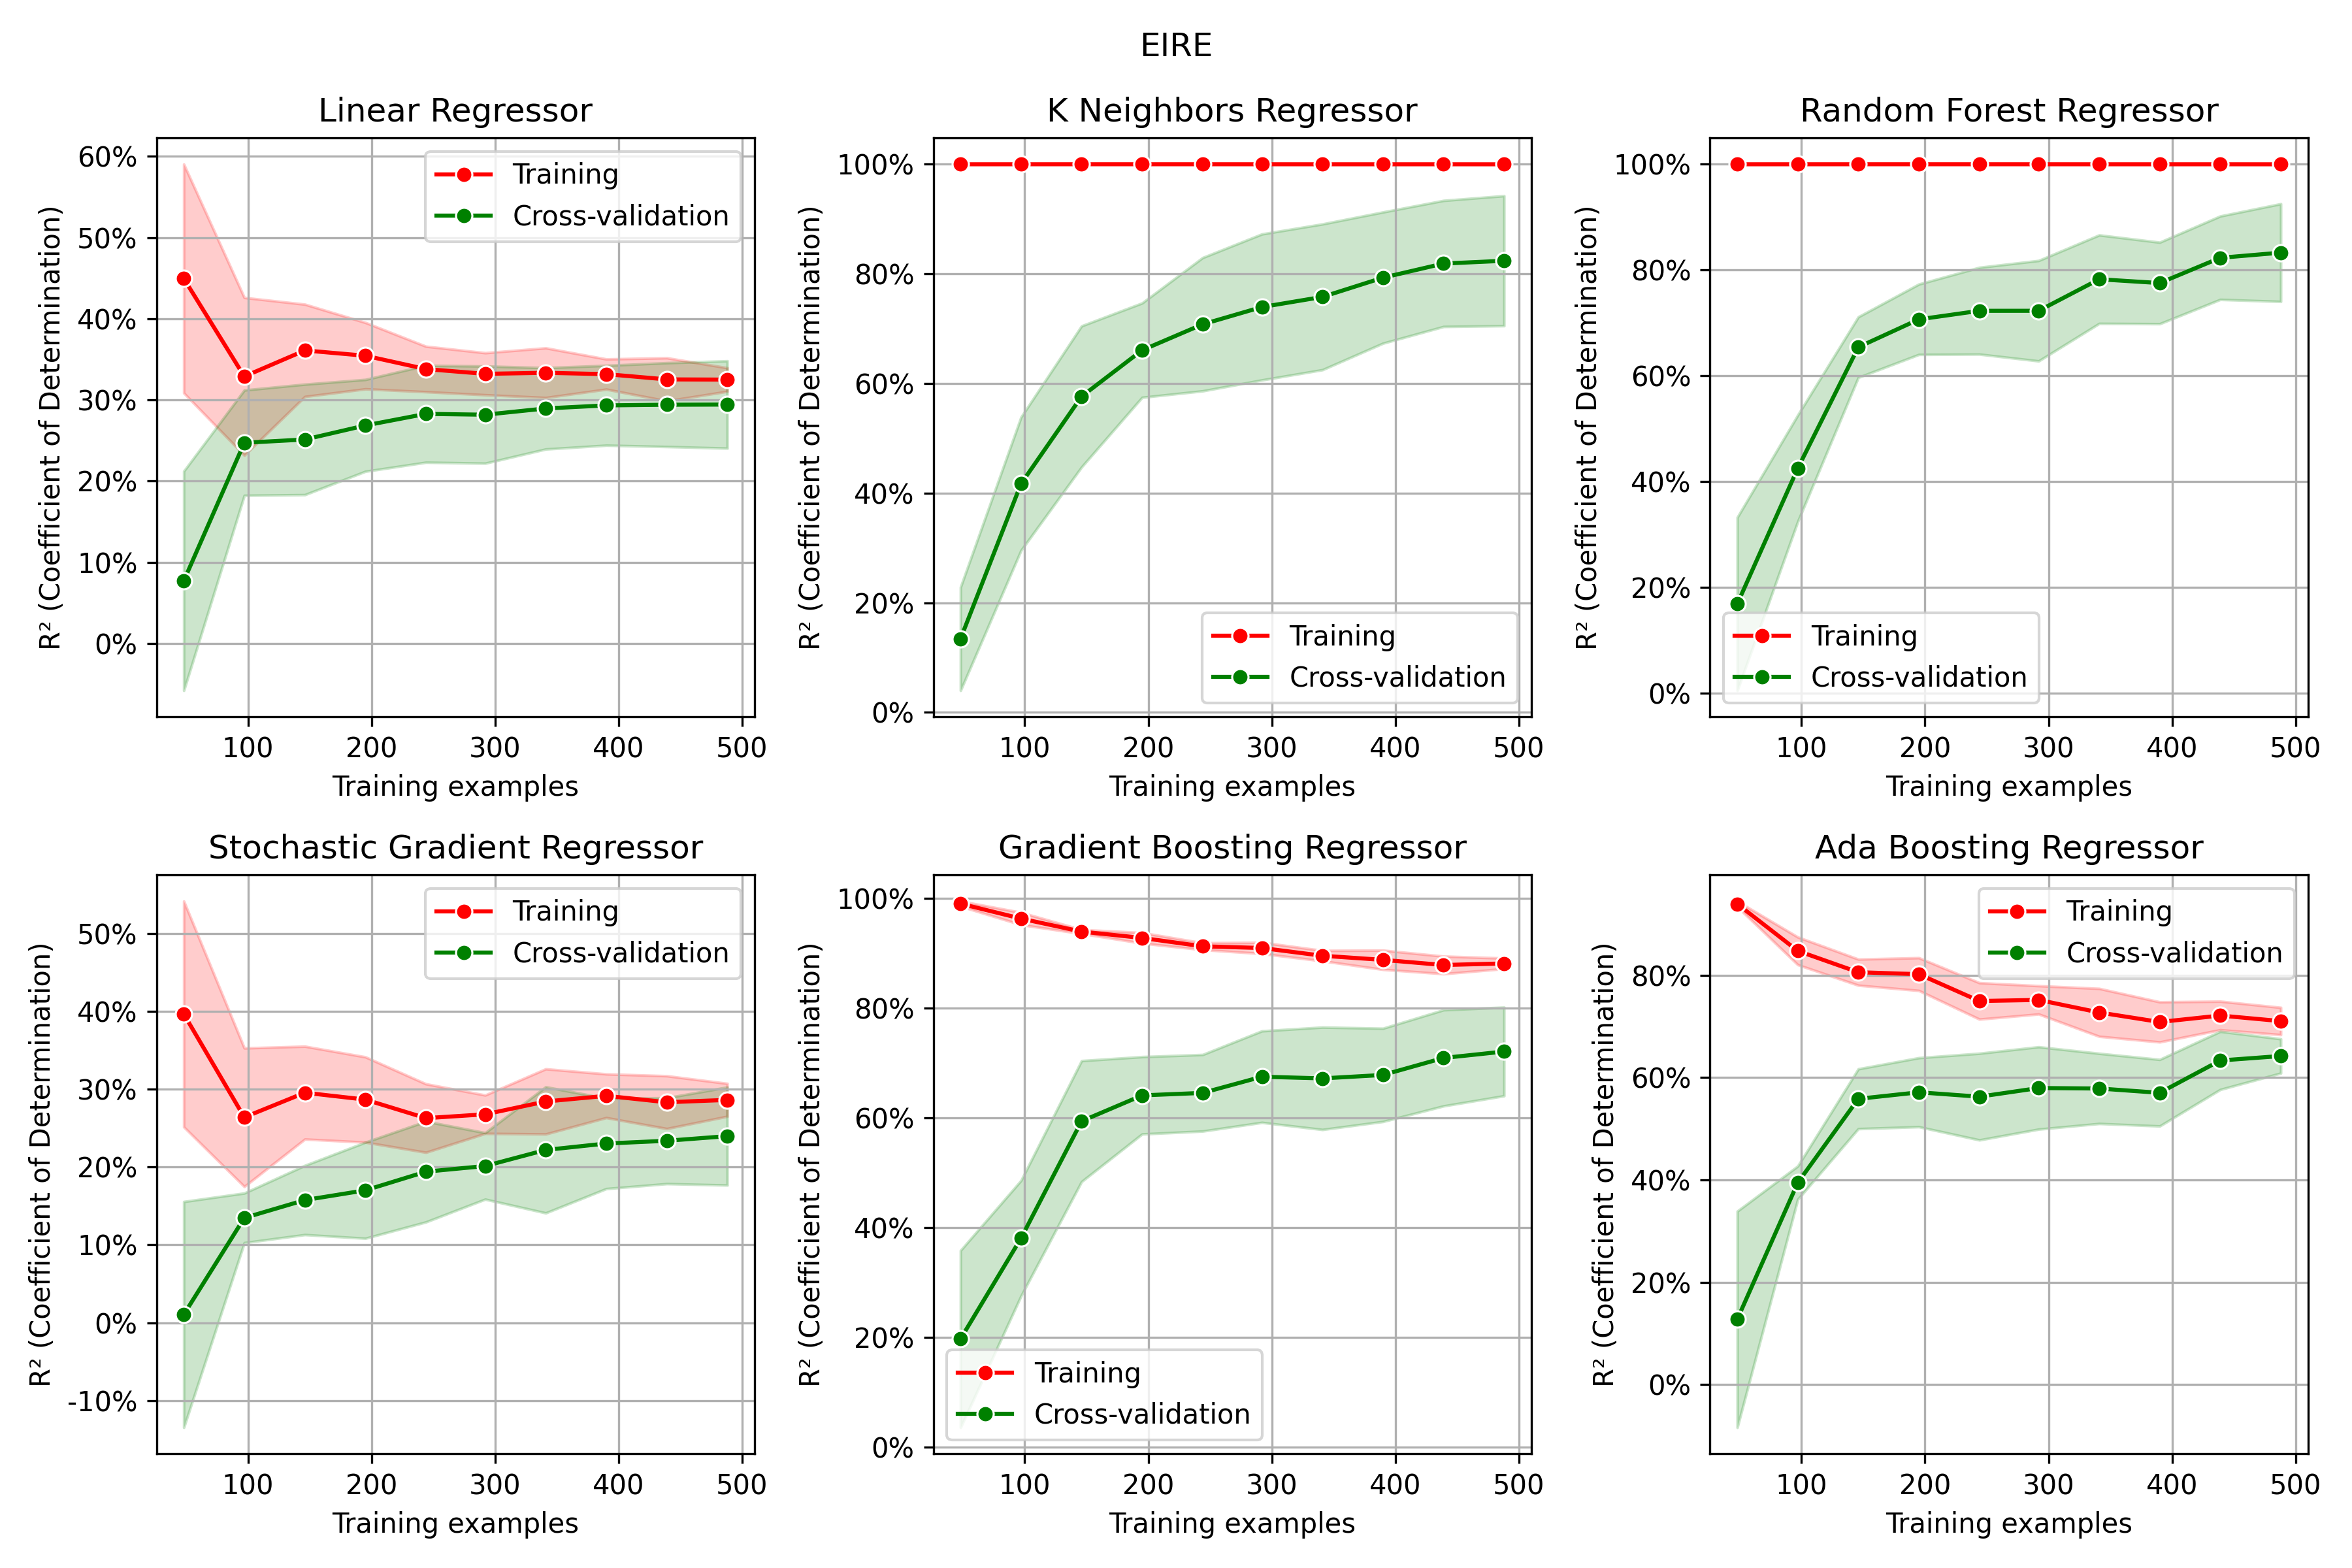 EIRE
Linear Regressor
R² (Coefficient of Determination)
60%
50%
40%
30%
20%
10%
0%
Training
Cross-validation
100 200 300 400 500
Training examples
K Neighbors Regressor
R² (Coefficient of Determination)
100%
80%
60%
40%
20%
0%
Training
Cross-validation
100 200 300 400 500
Training examples
Random Forest Regressor
R² (Coefficient of Determination)
100%
80%
60%
40%
20%
0%
Training
Cross-validation
100 200 300 400 500
Training examples
Stochastic Gradient Regressor
R² (Coefficient of Determination)
50%
40%
30%
20%
10%
0%
-10%
Training
Cross-validation
100 200 300 400 500
Training examples
Gradient Boosting Regressor
R² (Coefficient of Determination)
100%
80%
60%
40%
20%
0%
Training
Cross-validation
100 200 300 400 500
Training examples
Ada Boosting Regressor
R² (Coefficient of Determination)
80%
60%
40%
20%
0%
Training
Cross-validation
100 200 300 400 500
Training examples